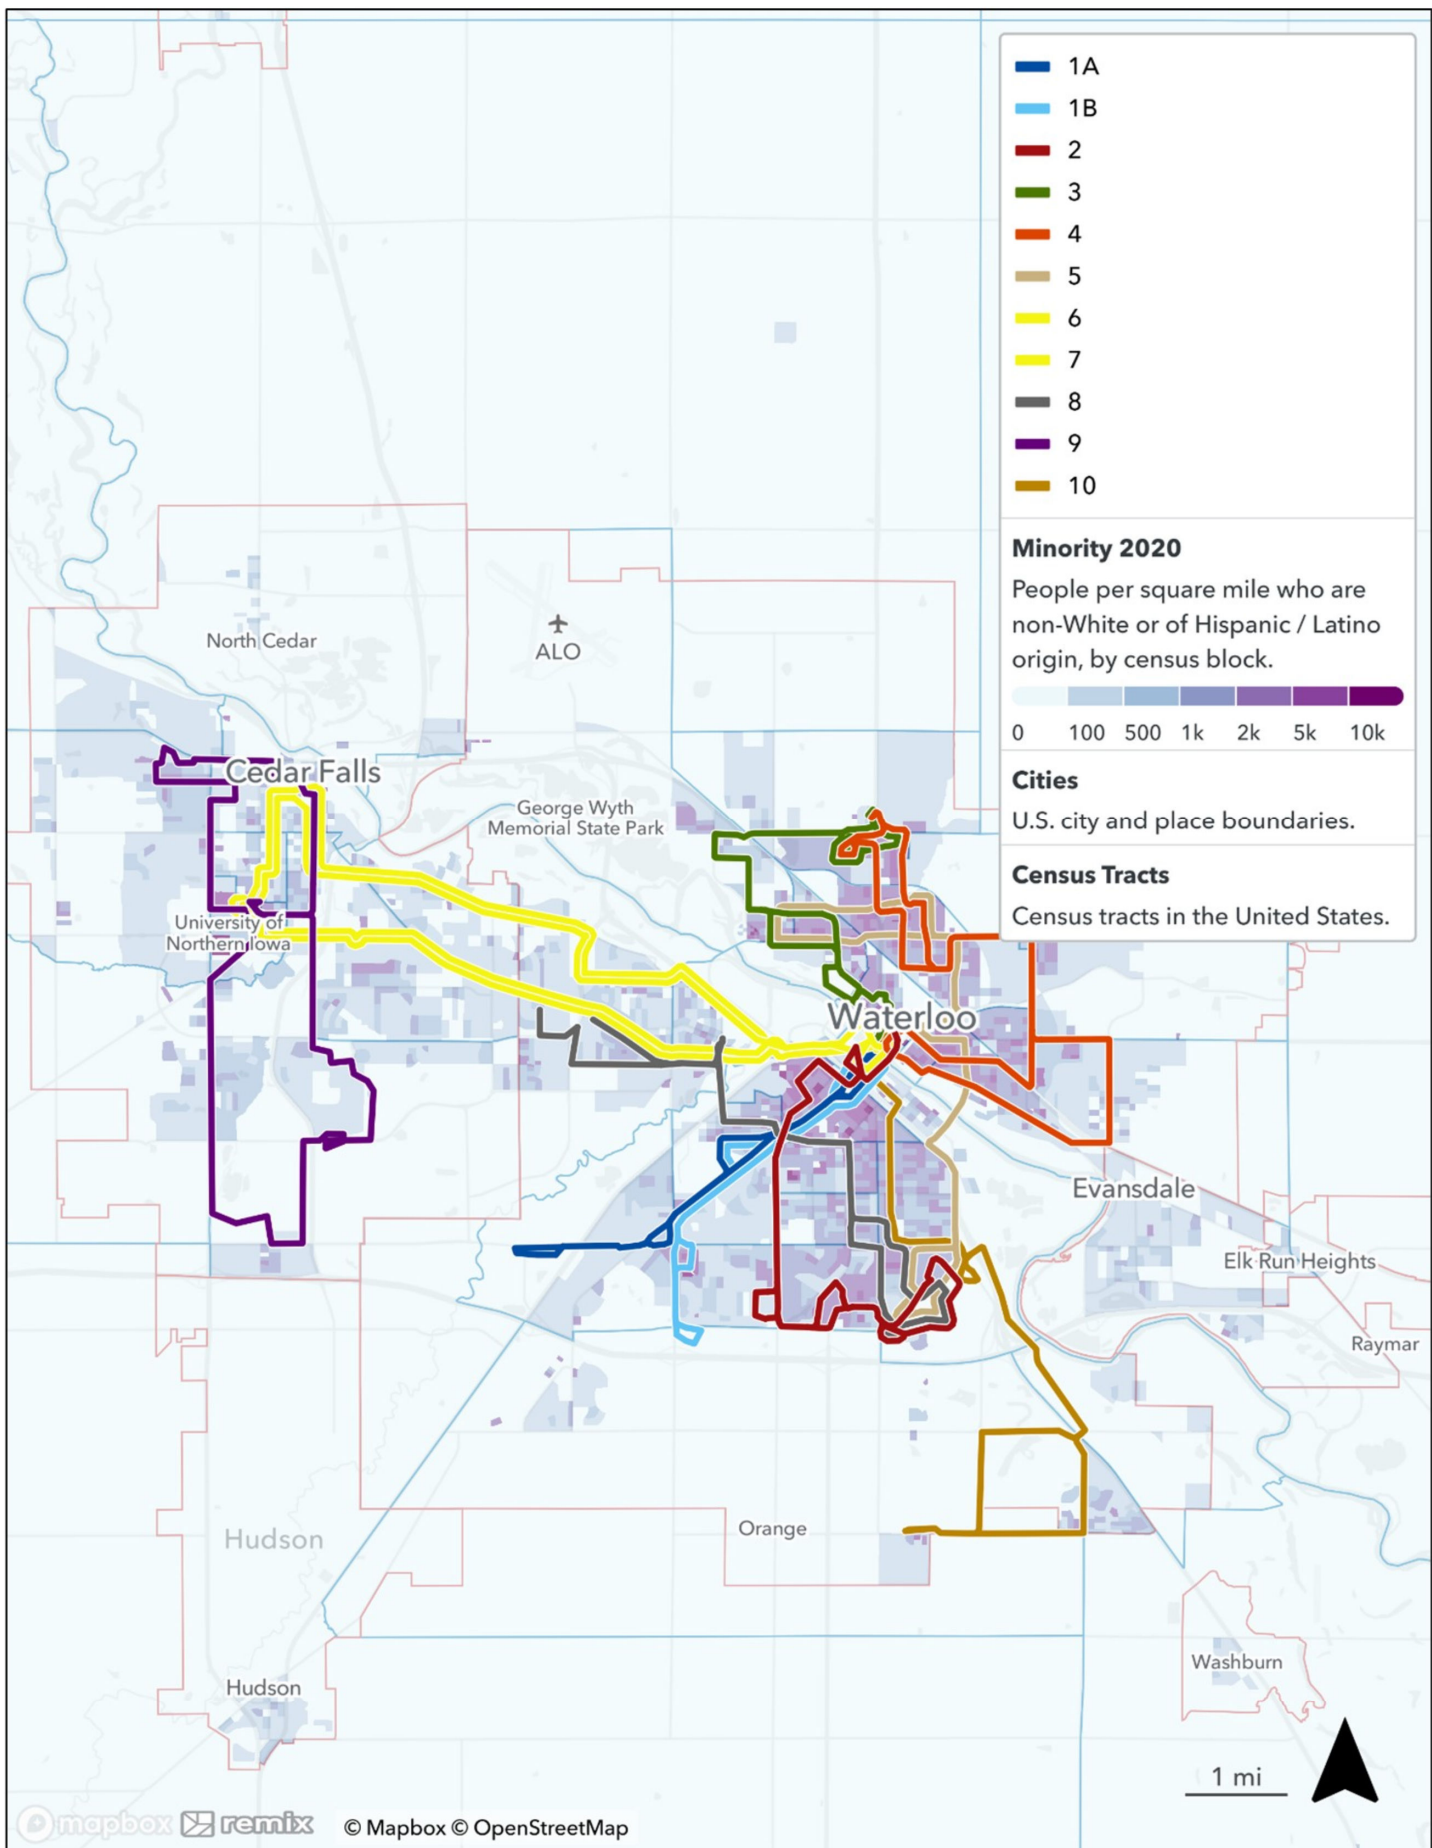 1A
1B
2
3
4
5
6
7
8
9
10
Minority 2020
People per square mile who are
non-White or of Hispanic / Latino
origin, by census block.
0 100 500 1k 2k 5k 10k
Cities
U.S. city and place boundaries.
Census Tracts
Census tracts in the United States.
North Cedar
ALO
Cedar Falls
George Wyth
Memorial State Park
University of
Northern Iowa
Waterloo
Evansdale
Elk Run Heights
Raymar
Orange
Hudson
Hudson
Washburn
1 mi
mapbox remix © Mapbox © OpenStreetMap